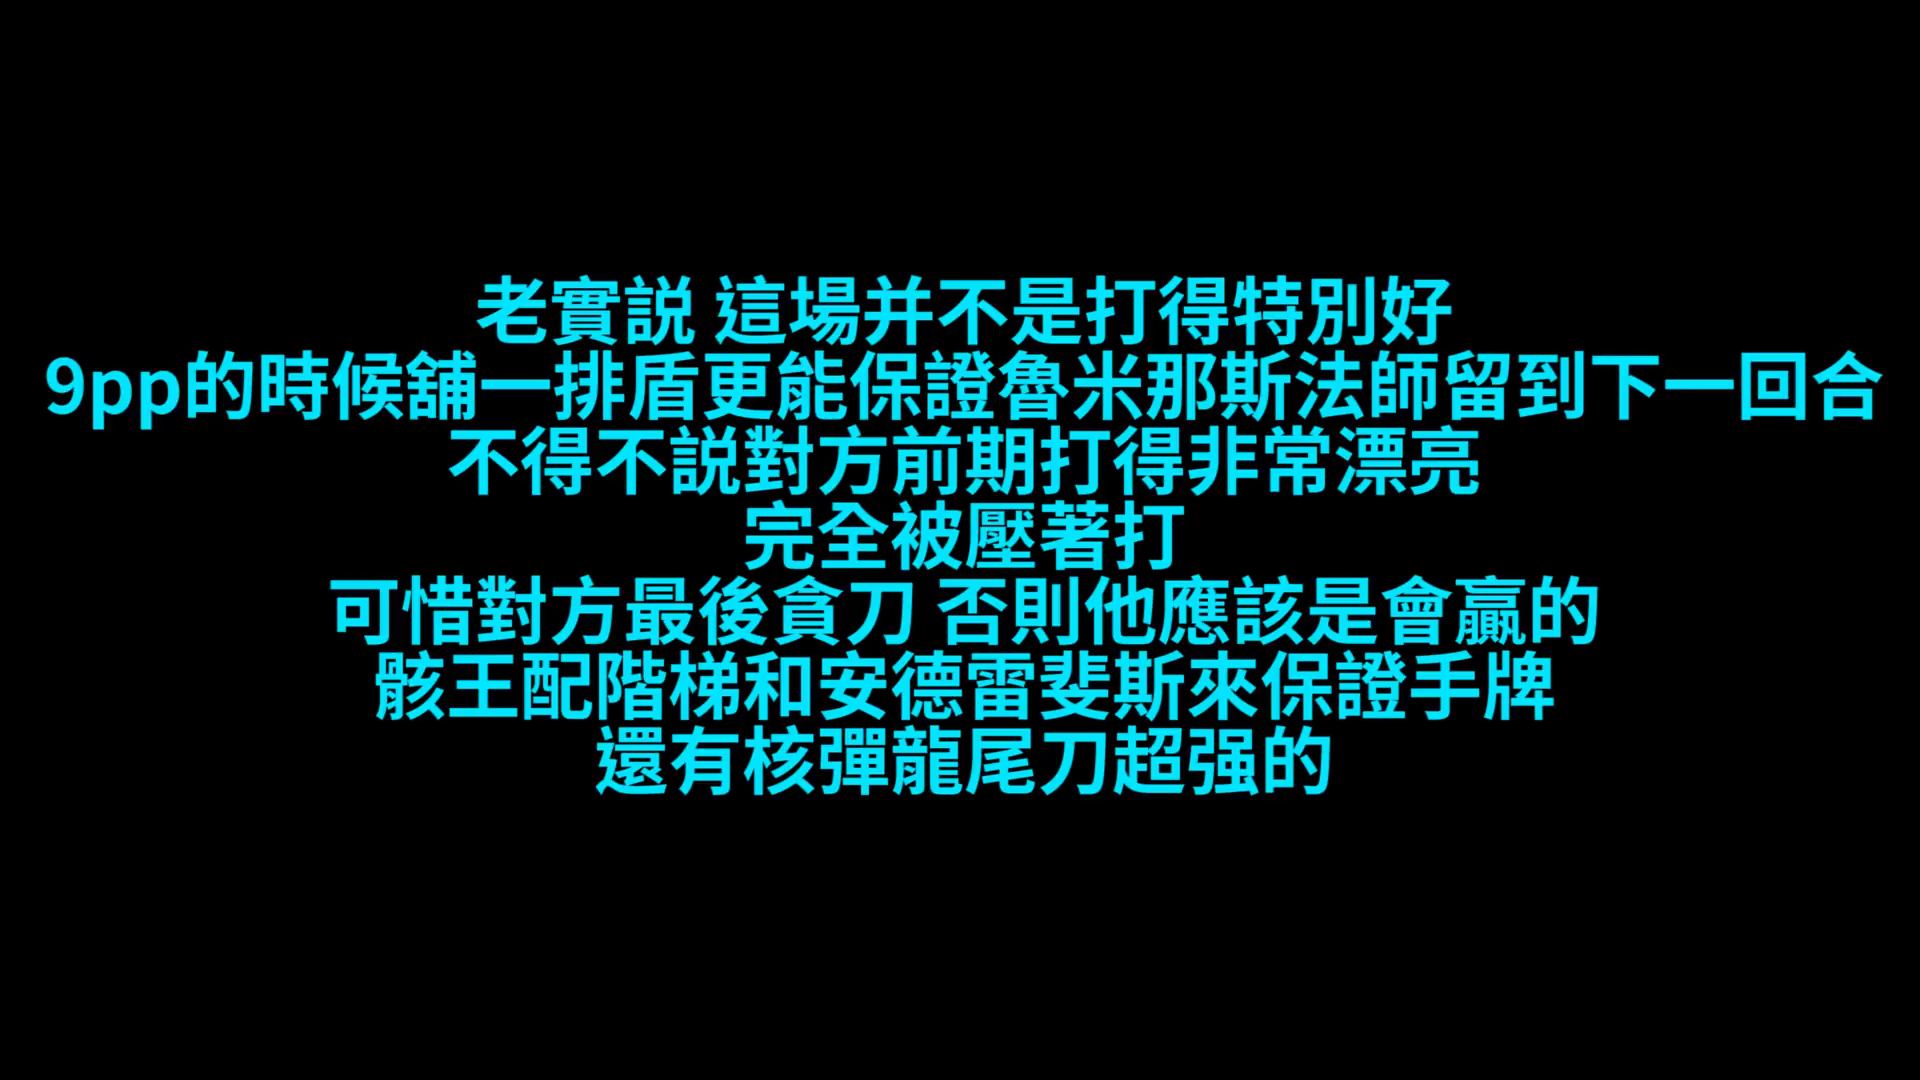 老實説 這場并不是打得特別好
9pp的時候舖一排盾更能保證魯米那斯法師留到下一回合
不得不説對方前期打得非常漂亮
完全被壓著打
可惜對方最後貪刀 否則他應該是會贏的
骸王配階梯和安德雷斐斯來保證手牌
還有核彈龍尾刀超强的